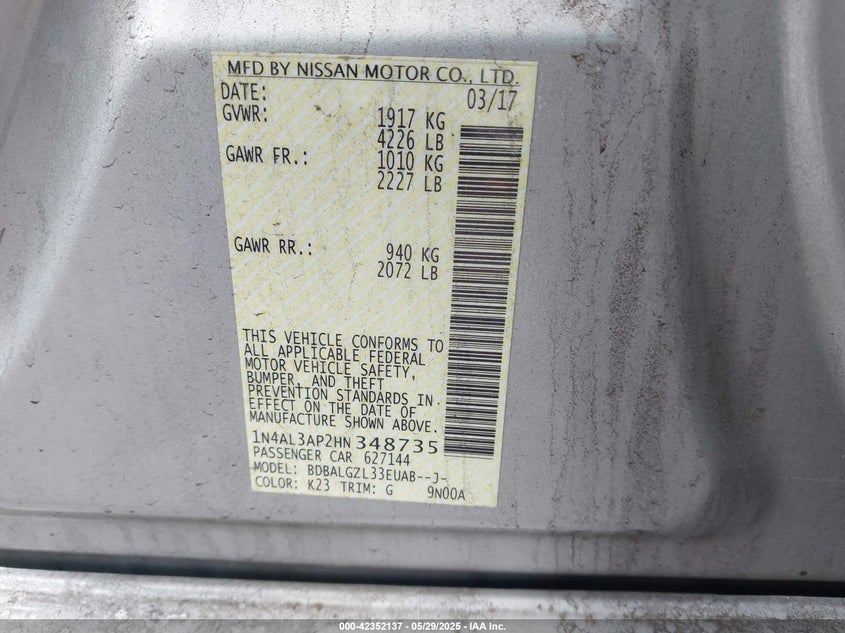 MFD BY NISSAN MOTOR CO., LTD.
DATE: 03/17
GVWR: 1917 KG
4226 LB
GAWR FR.: 1010 KG
2227 LB
GAWR RR.: 940 KG
2072 LB
THIS VEHICLE CONFORMS TO
ALL APPLICABLE FEDERAL
MOTOR VEHICLE SAFETY,
BUMPER, AND THEFT
PREVENTION STANDARDS IN
EFFECT ON THE DATE OF
MANUFACTURE SHOWN ABOVE.
1N4AL3AP2HN348735
PASSENGER CAR 627144
MODEL: BDBALGZL33EUAB--J-
COLOR: K23 TRIM: G 9N00A
000-42352137 - 05/29/2025 - IAA Inc.